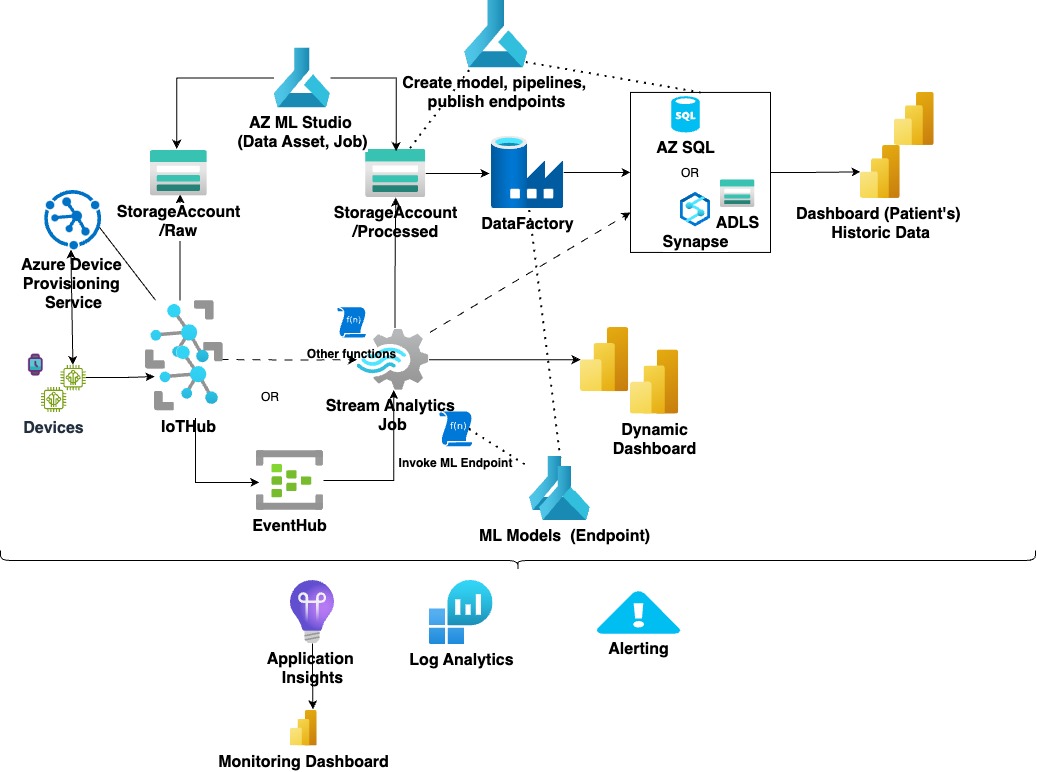 Create model, pipelines,
publish endpoints
AZ ML Studio
(Data Asset, Job)
SQL
AZ SQL
OR
ADLS
Synapse
StorageAccount
/Raw
StorageAccount
/Processed
DataFactory
Dashboard (Patient's)
Historic Data
Azure Device
Provisioning
Service
f(n)
Other functions
Devices
IoTHub
OR
Stream Analytics
Job
f(n)
Invoke ML Endpoint
Dynamic
Dashboard
EventHub
ML Models (Endpoint)
Application
Insights
Log Analytics
Alerting
Monitoring Dashboard